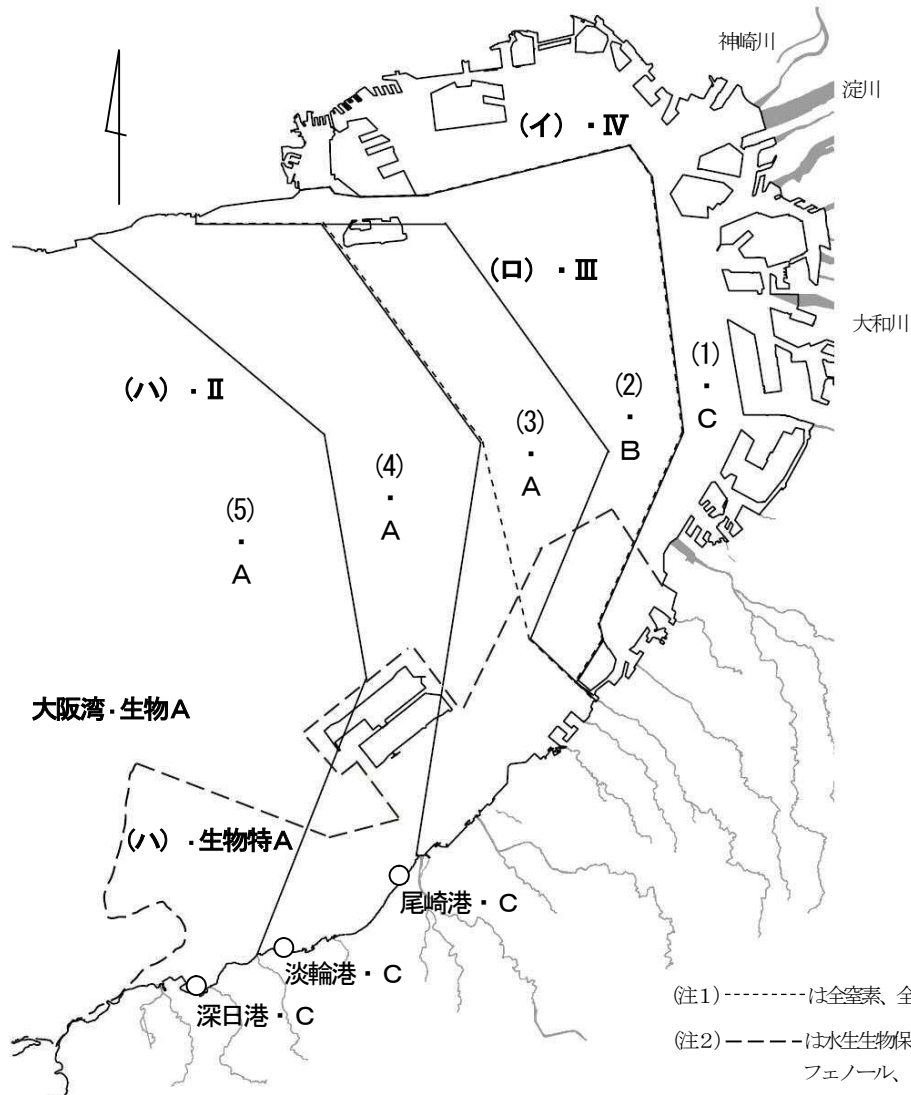 神崎川
淀川
(イ)・Ⅳ
(ロ)・Ⅲ
大和川
(1)
・
C
(ハ)・Ⅱ
(2)
・
B
(3)
・
A
(4)
・
A
(5)
・
A
大阪湾・生物A
(ハ)・生物特A
尾崎港・C
淡輪港・C
深日港・C
(注1) ---------は全窒素、全
(注2) — — — は水生生物保
フェノール、